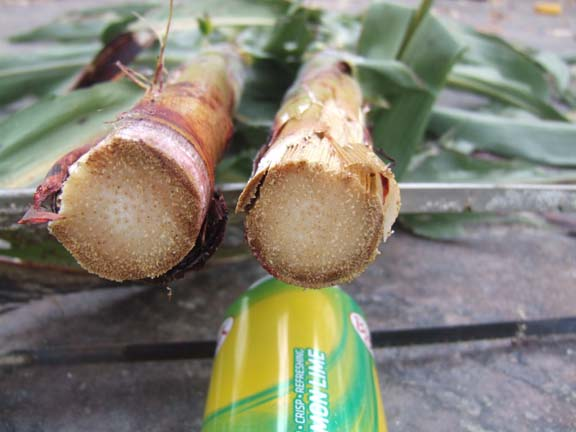 • CRISP • REFRESHING
MON LIME